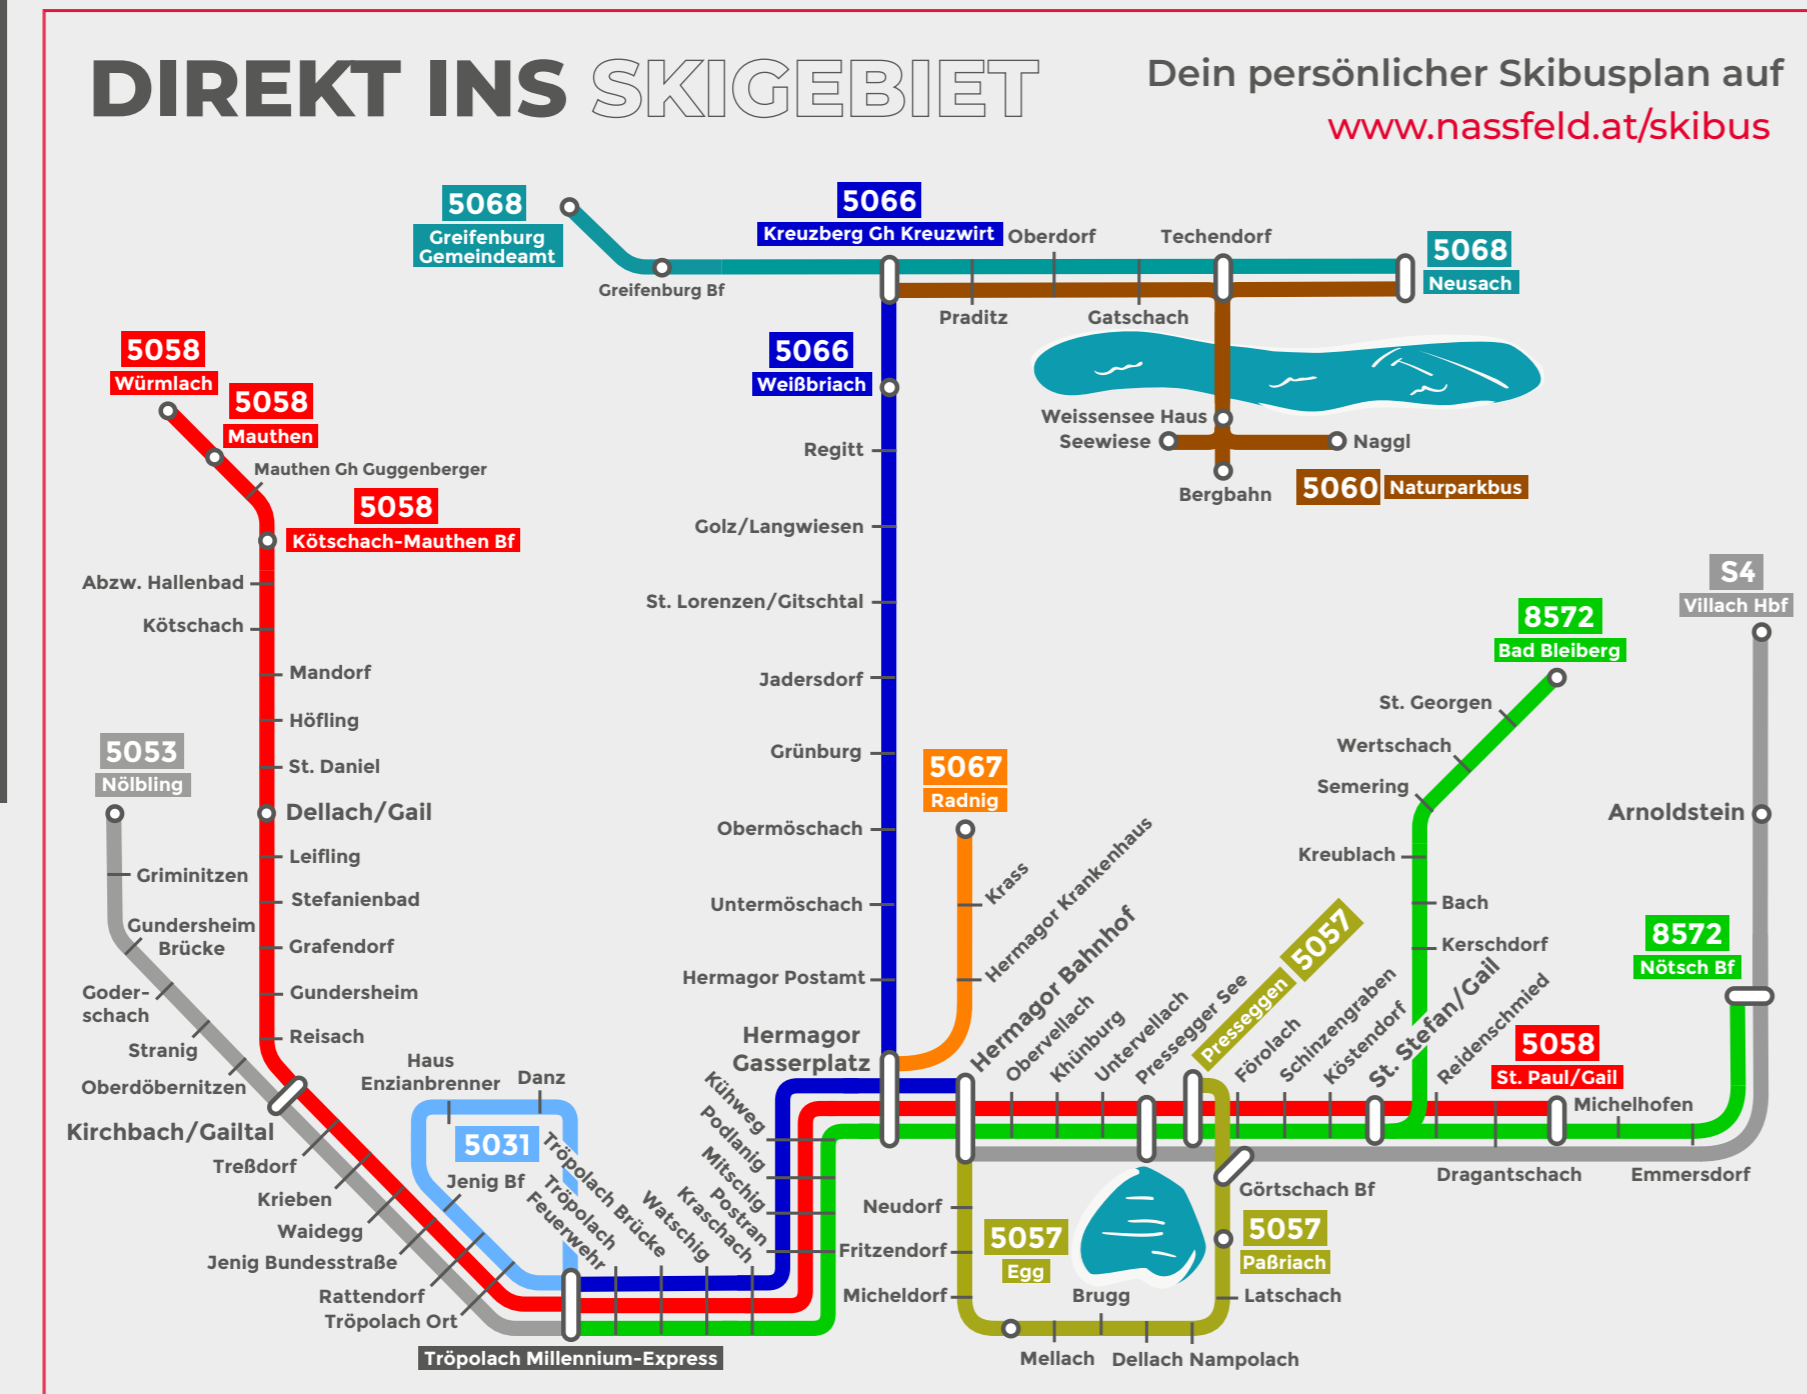 DIREKT INS SKIGEBIET
Dein persönlicher Skibusplan auf
www.nassfeld.at/skibus
5068
Greifenburg
Gemeindeamt
Greifenburg Bf
5066
Kreuzberg Gh Kreuzwirt
Oberdorf
Techendorf
5068
Neusach
Praditz
Gatschach
5066
Weißbriach
Weissensee Haus
Seewiese
Naggl
Bergbahn
5060
Naturparkbus
5058
Würmlach
5058
Mauthen
Mauthen Gh Guggenberger
5058
Kötschach-Mauthen Bf
Abzw. Hallenbad
Kötschach
Mandorf
Höfling
St. Daniel
Dellach/Gail
Leifling
Stefanienbad
Grafendorf
Gundersheim
Reisach
5053
Nölbling
Griminitzen
Gundersheim
Brücke
Goder-
schach
Stranig
Oberdöbernitzen
Kirchbach/Gailtal
Treßdorf
Krieben
Waidegg
Jenig Bundesstraße
Rattendorf
Tröpolach Ort
Regitt
Golz/Langwiesen
St. Lorenzen/Gitschtal
Jadersdorf
Grünburg
Obermöschach
Untermöschach
Hermagor Postamt
Hermagor
Gasserplatz
5067
Radnig
Krass
Hermagor Krankenhaus
Hermagor Bahnhof
Haus
Enzianbrenner
Danz
5031
Jenig Bf
Tröpolach Millennium-Express
Tröpolach
Feuerwehr
Tröpolach Brücke
Watschig
Kraschach
Postran
Mitschig
Podlanig
Kühweg
Obervellach
Khünburg
Untervellach
Pressegger See
Presseggen
5057
Förolach
Schinzengraben
Köstendorf
St. Stefan/Gail
Reidenschmied
5058
St. Paul/Gail
Michelhofen
Dragantschach
Emmersdorf
8572
Bad Bleiberg
St. Georgen
Wertschach
Semering
Kreublach
Bach
Kerschdorf
8572
Nötsch Bf
S4
Villach Hbf
Arnoldstein
Görtschach Bf
5057
Paßriach
Latschach
Neudorf
Fritzendorf
Micheldorf
5057
Egg
Brugg
Mellach
Dellach
Nampolach